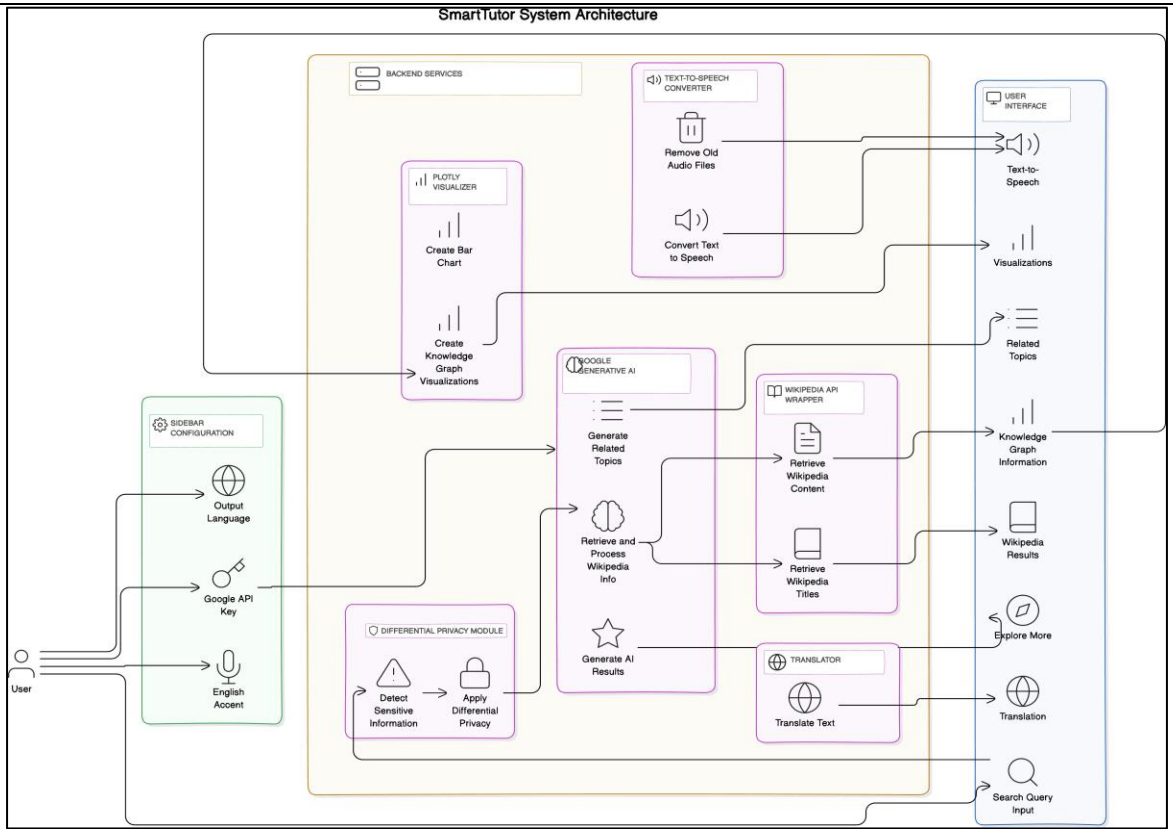 SmartTutor System Architecture
BACKEND SERVICES
TEXT-TO-SPEECH
CONVERTER
Remove Old
Audio Files
Convert Text
to Speech
PLOTLY
VISUALIZER
Create Bar
Chart
Create
Knowledge
Graph
Visualizations
GOOGLE
GENERATIVE AI
Generate
Related
Topics
Retrieve and
Process
Wikipedia
Info
Generate AI
Results
WIKIPEDIA API
WRAPPER
Retrieve
Wikipedia
Content
Retrieve
Wikipedia
Titles
SIDEBAR
CONFIGURATION
Output
Language
Google API
Key
English
Accent
User
DIFFERENTIAL PRIVACY MODULE
Detect
Sensitive
Information
Apply
Differential
Privacy
TRANSLATOR
Translate Text
USER
INTERFACE
Text-to-
Speech
Visualizations
Related
Topics
Knowledge
Graph
Information
Wikipedia
Results
Explore More
Translation
Search Query
Input